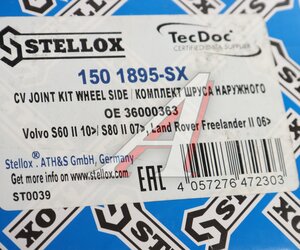 STELLOX
TecDoc
CERTIFIED DATA SUPPLIER
150 1895-SX
CV JOINT KIT WHEEL SIDE / КОМПЛЕКТ ШРУСА НАРУЖНОГО
OE 36000363
Volvo S60 II 10>| S80 II 07>, Land Rover Freelander II 06>
Stellox - ATH&S GmbH, Germany
Get more info on www.stellox.com
ST0039
EAC
4 057276 472303
STELLOX